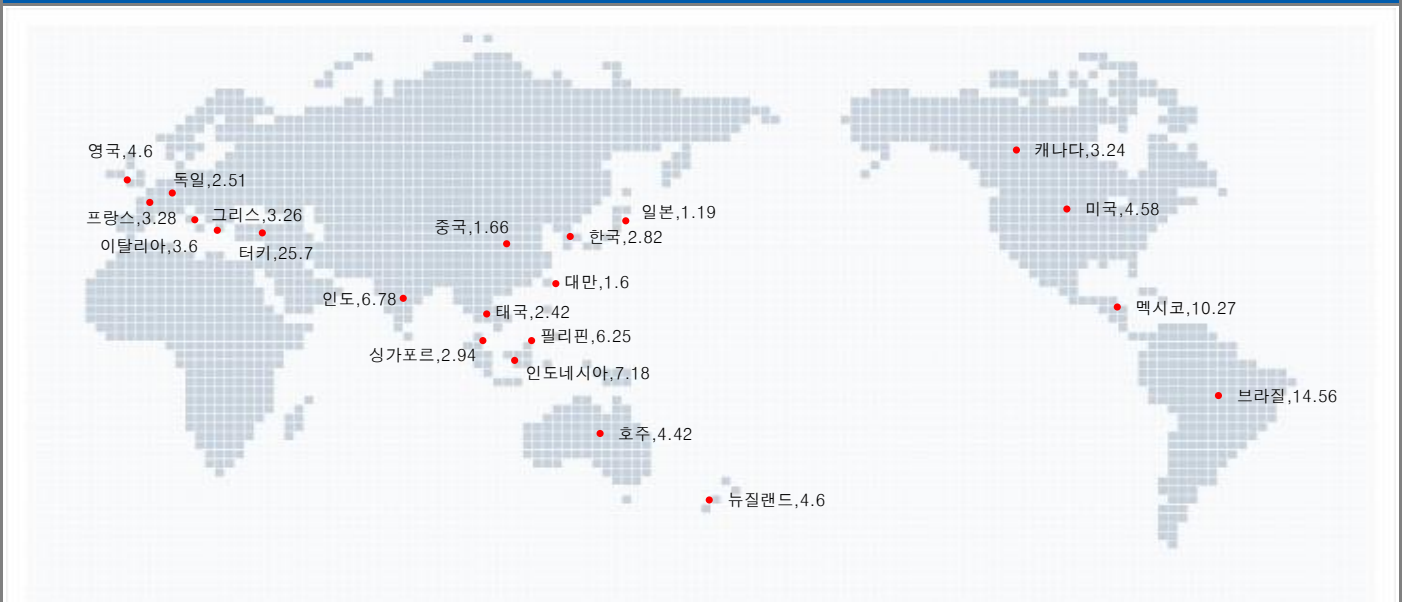 영국,4.6
캐나다,3.24
독일,2.51
미국,4.58
일본,1.19
그리스,3.26
프랑스,3.28
중국,1.66
한국,2.82
이탈리아,3.6
터키,25.7
대만,1.6
인도,6.78
멕시코,10.27
태국,2.42
필리핀,6.25
싱가포르,2.94
인도네시아,7.18
브라질,14.56
호주,4.42
뉴질랜드,4.6